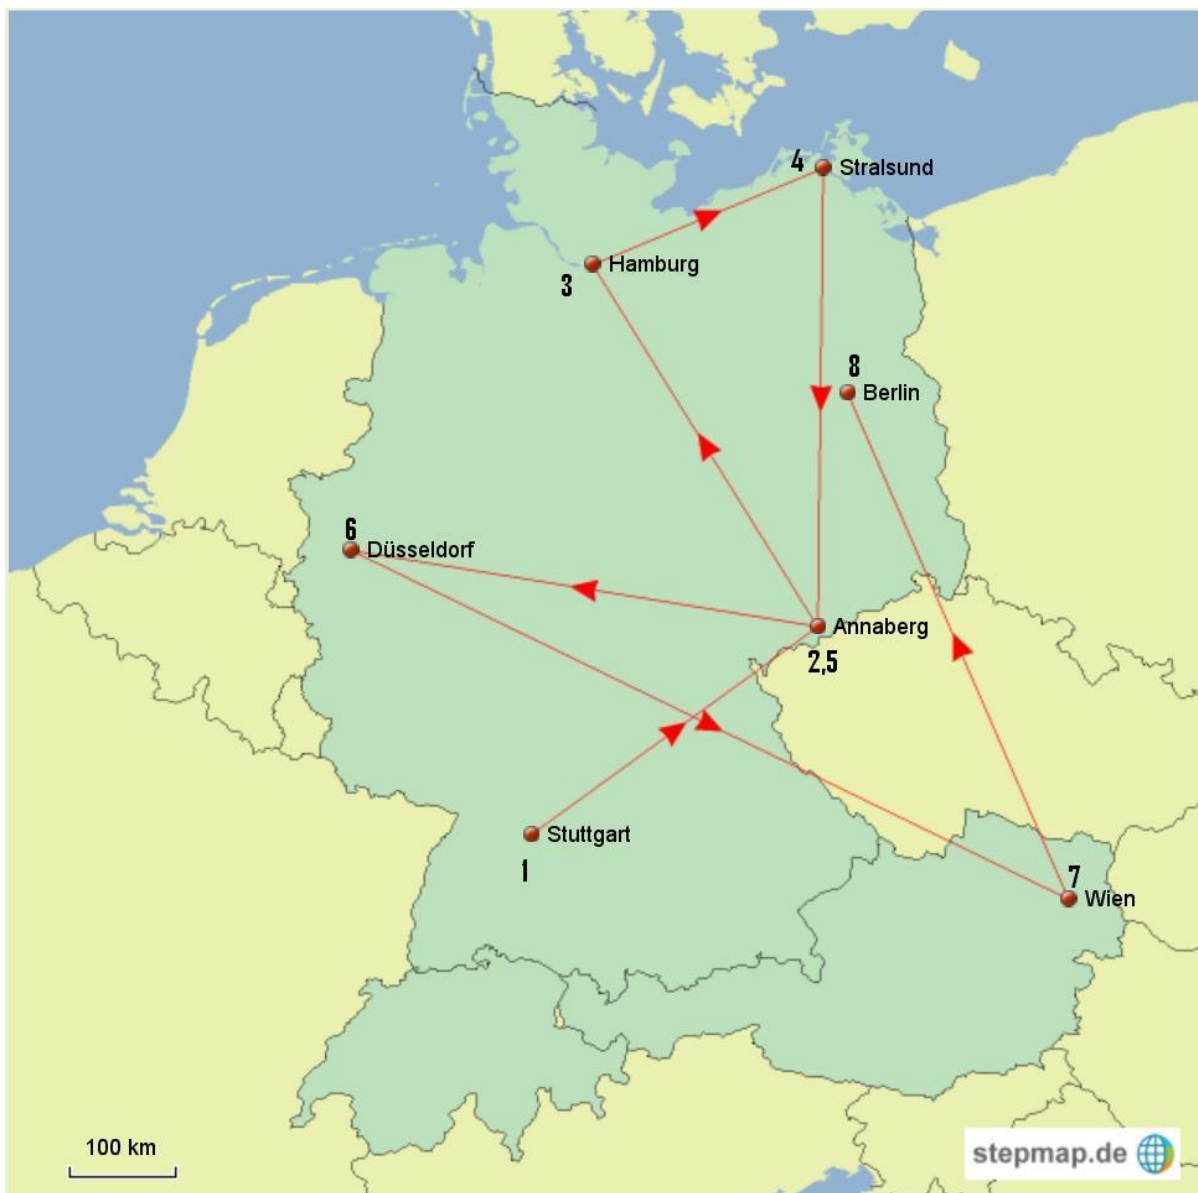 4 Stralsund
Hamburg
3
8
Berlin
6
Düsseldorf
Annaberg
2,5
Stuttgart
1
7
Wien
100 km
stepmap.de